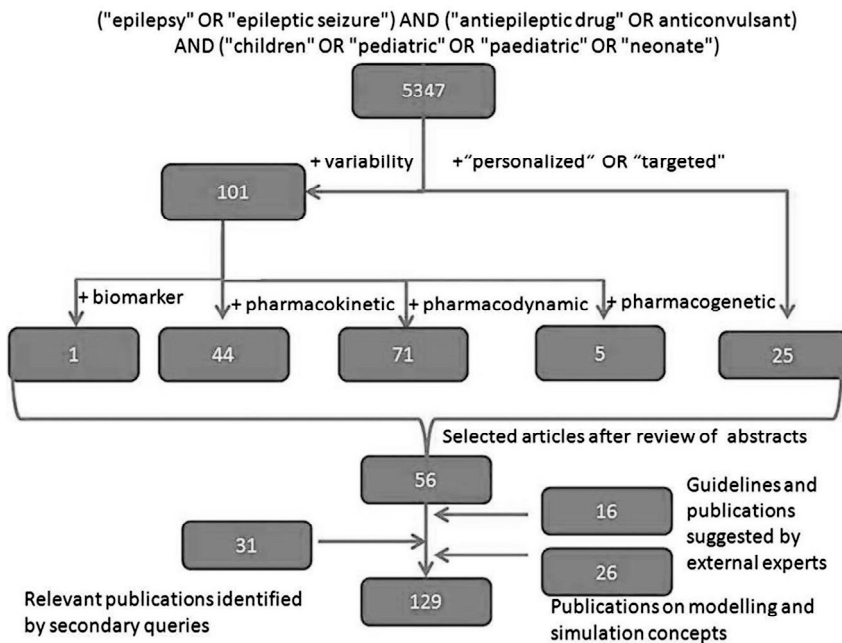 ("epilepsy" OR "epileptic seizure") AND ("antiepileptic drug" OR anticonvulsant)
AND ("children" OR "pediatric" OR "paediatric" OR "neonate")
5347
+ variability
+“personalized“ OR “targeted"
101
+ biomarker
+ pharmacokinetic
+ pharmacodynamic
+ pharmacogenetic
1
44
71
5
25
Selected articles after review of abstracts
56
16
Guidelines and
publications
suggested by
external experts
31
26
129
Relevant publications identified
by secondary queries
Publications on modelling and
simulation concepts